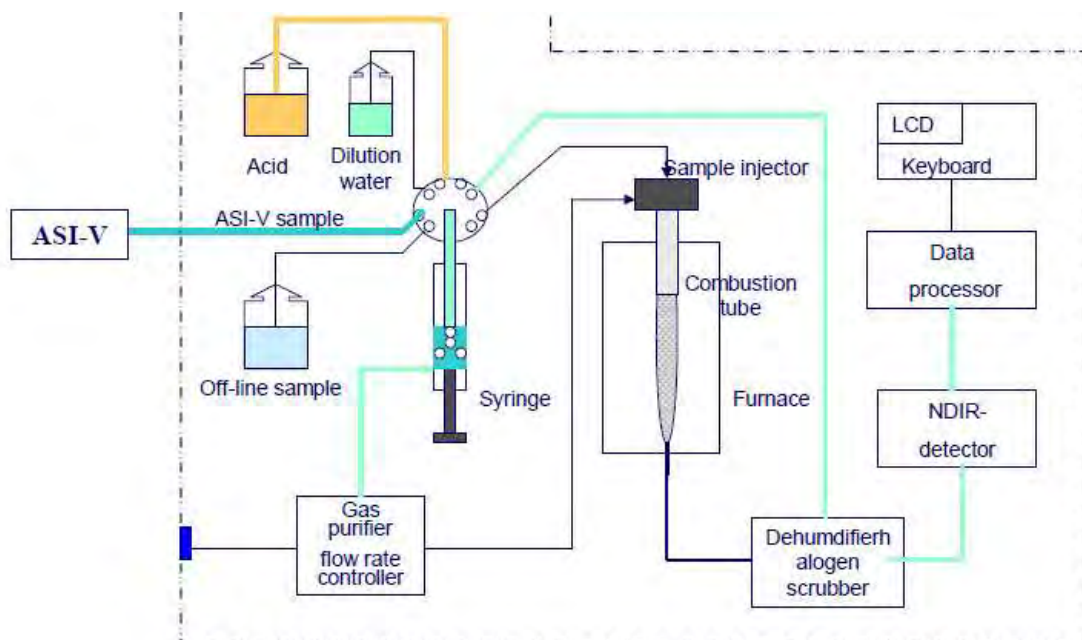 Acid
Dilution
water
ASI-V
ASI-V sample
Off-line sample
Syringe
Gas
purifier
flow rate
controller
Sample injector
Combustion
tube
Furnace
LCD
Keyboard
Data
processor
NDIR-
detector
Dehumdifierh
alogen
scrubber